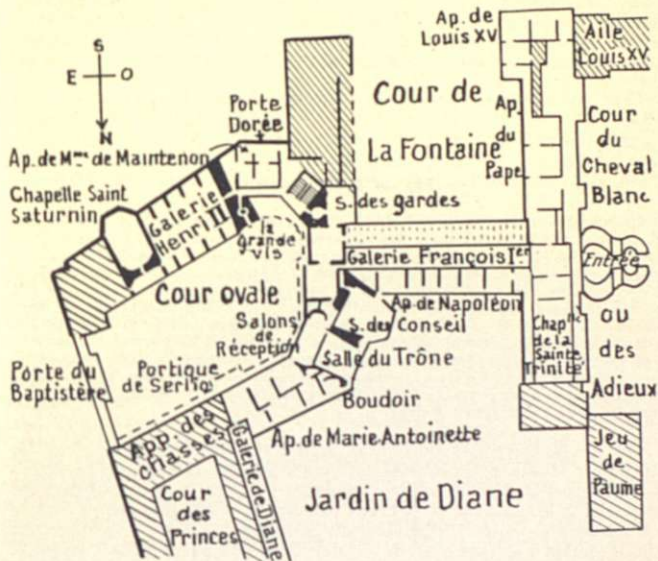 S
E
O
N
Ap. de
Louis XV
Aile
Louis XV
Porte
Dorée
Cour de
La Fontaine
Ap.
du
Pape
Cour
du
Cheval
Blanc
Ap. de Mme de Maintenon
Chapelle Saint
Saturnin
Galerie
Henri II
la
grande
vis
S. des gardes
Galerie François Ier
Entrée
Cour ovale
Ap. de Napoléon
Salons
de
Réception
S. du Conseil
Chaplle
de la
Sainte
Trinité
ou
des
Adieux
Salle du Trône
Porte du
Baptistère
Portique
de Serlio
Boudoir
App. des
chasses
Ap. de Marie Antoinette
Galerie de Diane
Jeu
de
Paume
Cour
des
Princes
Jardin de Diane